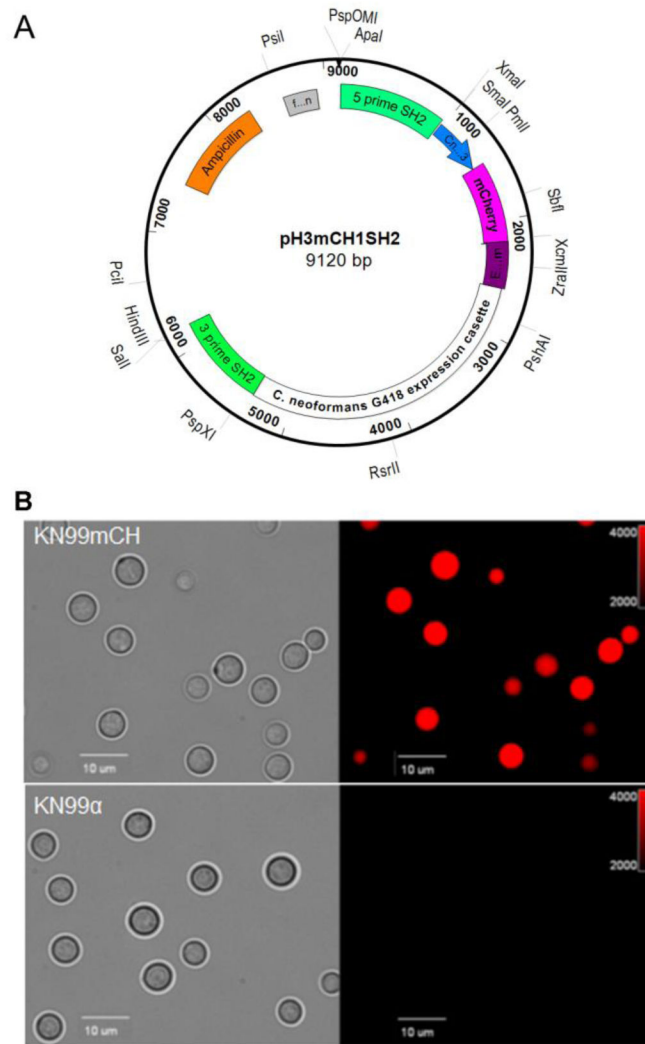 A
PspOMI
ApaI
PsiI
9000
XmaI
SmaI PmlI
8000
f...n
5 prime SH2
1000
Ampicillin
Cn...3
mCherry
SbfI
7000
2000
pH3mCH1SH2
9120 bp
XcmI
ZraI
PciI
PshAI
HindIII
SalI
6000
3 prime SH2
3000
C. neoformans G418 expression casette
PspXI
5000
4000
RsrII
B
KN99mCH
4000
2000
10 um
10 um
KN99α
4000
2000
10 um
10 um